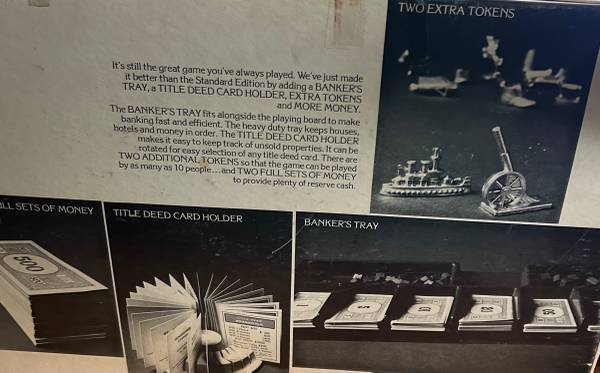 TWO EXTRA TOKENS
It's still the great game you've always played. We've just made
it better than the Standard Edition by adding a BANKER'S
TRAY, a TITLE DEED CARD HOLDER, EXTRA TOKENS
and MORE MONEY.
The BANKER'S TRAY fits alongside the playing board to make
banking fast and efficient. The heavy duty tray keeps houses,
hotels and money in order. The TITLE DEED CARD HOLDER
makes it easy to keep track of unsold properties. It can be
rotated for easy selection of any title deed card. There are
TWO ADDITIONAL TOKENS so that the game can be played
by as many as 10 people...and TWO FULL SETS OF MONEY
to provide plenty of reserve cash.
LL SETS OF MONEY
500
TITLE DEED CARD HOLDER
BANKER'S TRAY